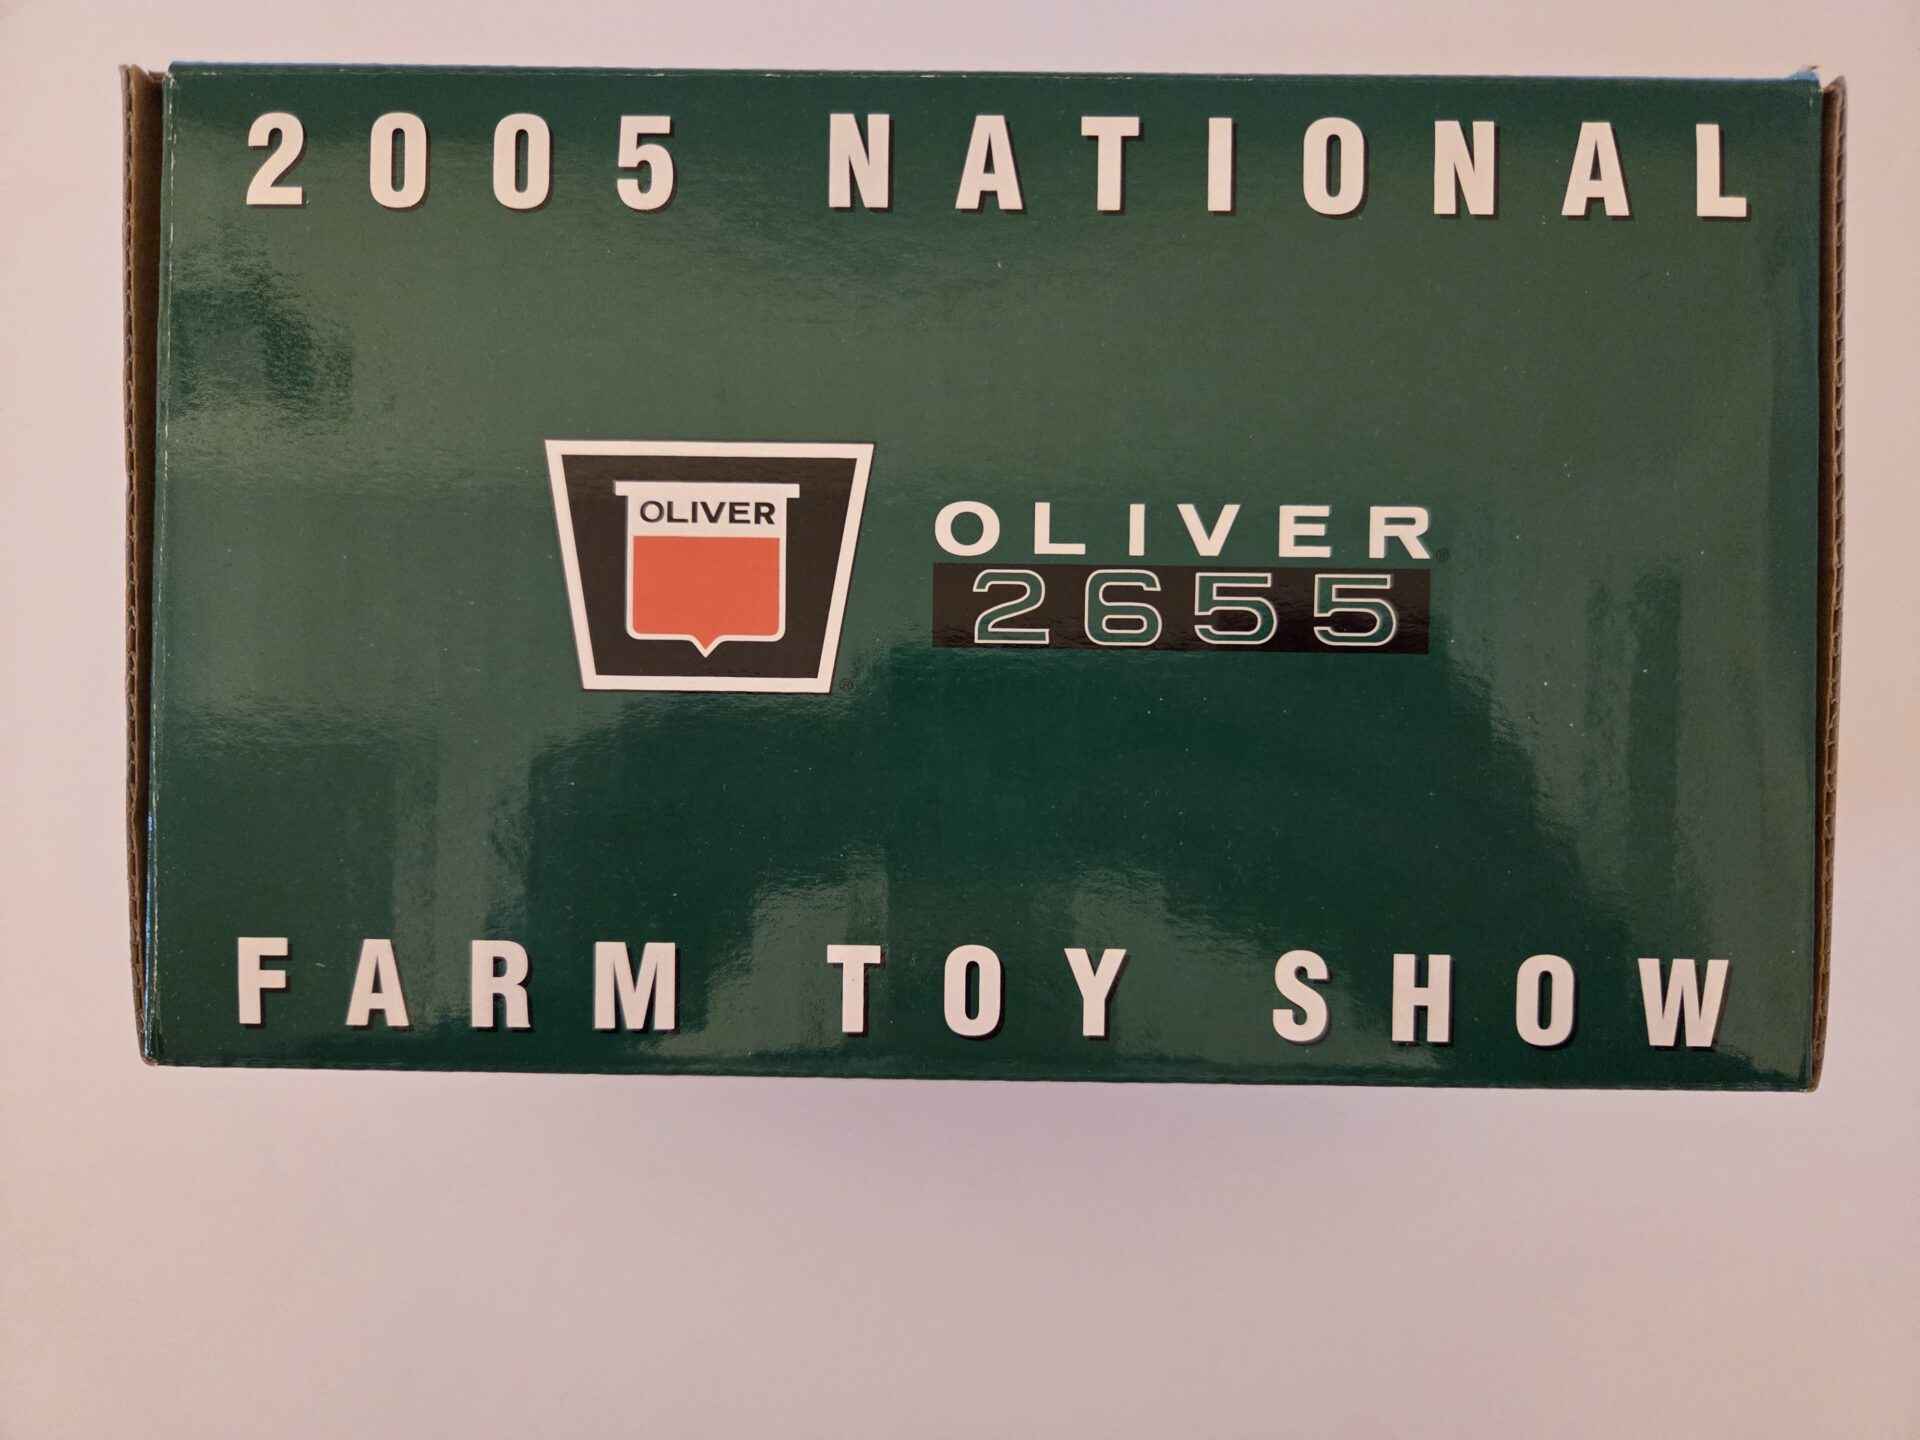 2005 NATIONAL
OLIVER
OLIVER®
2655
®
FARM TOY SHOW